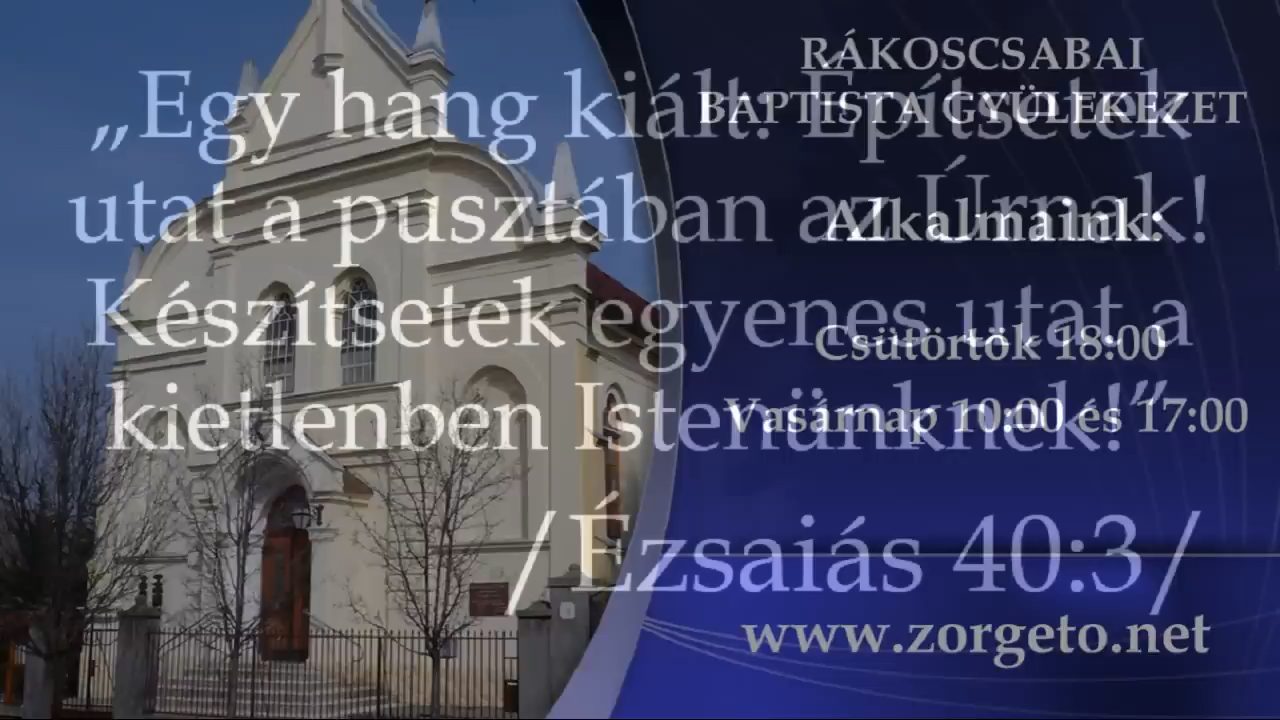 RÁKOSCSABAI
BAPTISTA GYÜLEKEZET
Alkalmaink:
Csütörtök 18:00
Vasárnap 10:00 és 17:00
www.zorgeto.net
„Egy hang kiált: Építsetek
utat a pusztában az Úrnak!
Készítsetek egyenes utat a
kietlenben Istenünknek!”
/Ézsaiás 40:3/